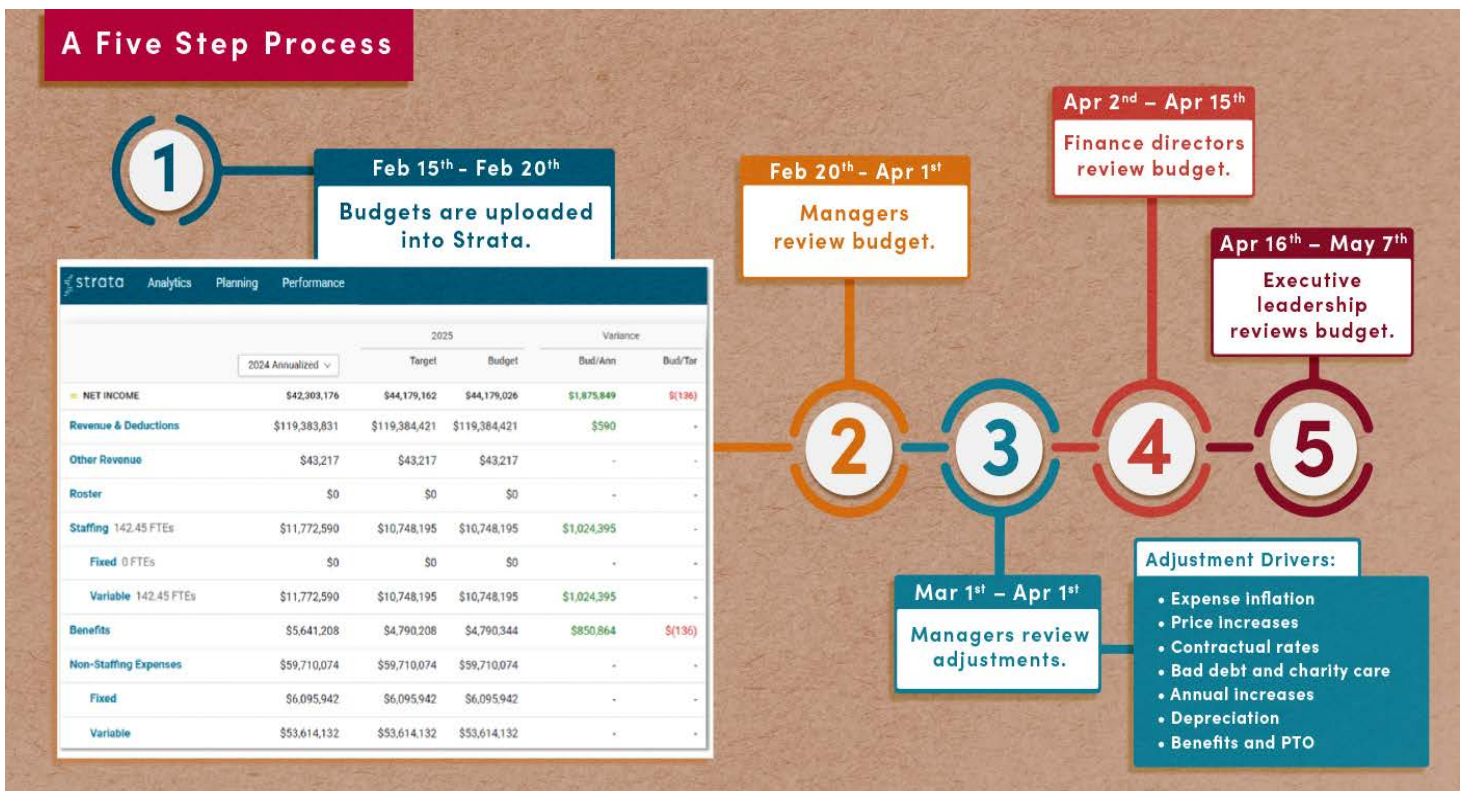 A Five Step Process
1
Feb 15th - Feb 20th
Budgets are uploaded
into Strata.
strata Analytics Planning Performance
2025 Variance
2024 Annualized Target Budget Bud/Ann Bud/Tar
NET INCOME $42,303,176 $44,179,162 $44,179,026 $1,875,849 $(136)
Revenue & Deductions $119,383,831 $119,384,421 $119,384,421 $590 -
Other Revenue $43,217 $43,217 $43,217 - -
Roster $0 $0 $0 - -
Staffing 142.45 FTEs $11,772,590 $10,748,195 $10,748,195 $1,024,395 -
Fixed 0 FTEs $0 $0 $0 - -
Variable 142.45 FTEs $11,772,590 $10,748,195 $10,748,195 $1,024,395 -
Benefits $5,641,208 $4,790,208 $4,790,344 $850,864 $(136)
Non-Staffing Expenses $59,710,074 $59,710,074 $59,710,074 - -
Fixed $6,095,942 $6,095,942 $6,095,942 - -
Variable $53,614,132 $53,614,132 $53,614,132 - -
Feb 20th - Apr 1st
Managers
review budget.
2
3
Mar 1st – Apr 1st
Managers review
adjustments.
Adjustment Drivers:
• Expense inflation
• Price increases
• Contractual rates
• Bad debt and charity care
• Annual increases
• Depreciation
• Benefits and PTO
Apr 2nd – Apr 15th
Finance directors
review budget.
4
Apr 16th – May 7th
Executive
leadership
reviews budget.
5